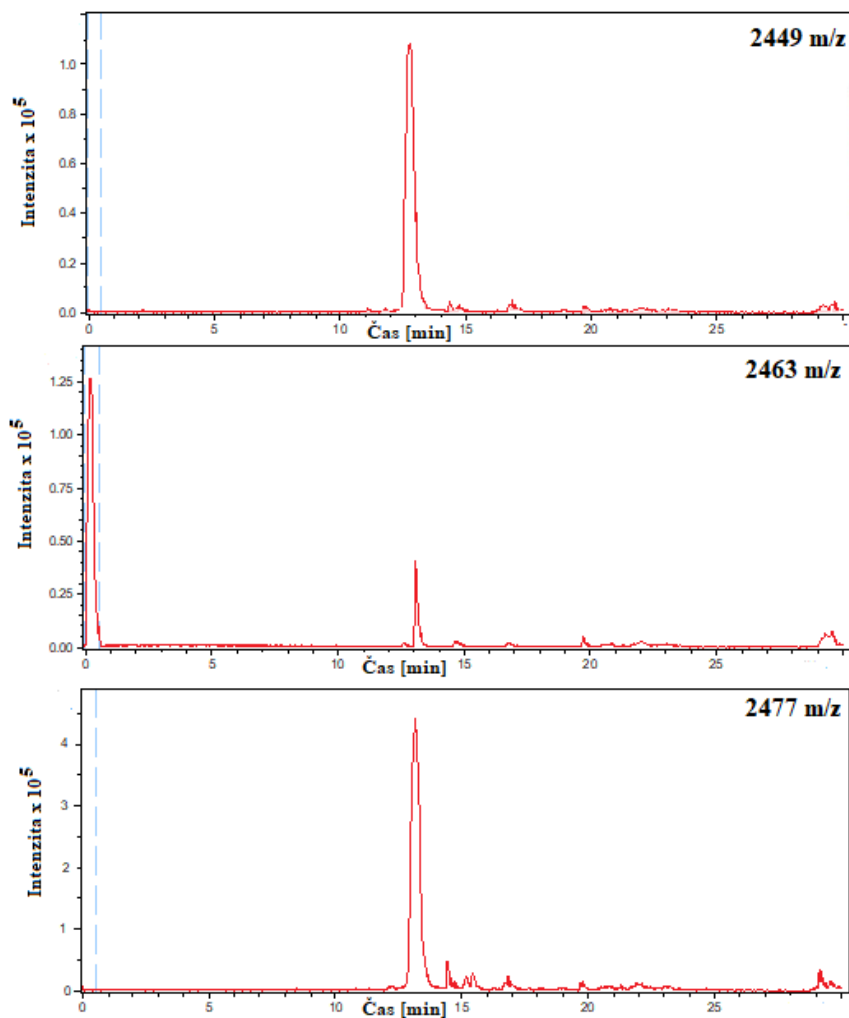 2449 m/z
Intenzita x 10⁵
1.0
0.8
0.6
0.4
0.2
0.0
0 5 10 15 20 25
Čas [min]
2463 m/z
Intenzita x 10⁵
1.25
1.00
0.75
0.50
0.25
0.00
0 5 10 15 20 25
Čas [min]
2477 m/z
Intenzita x 10⁵
4
3
2
1
0
0 5 10 15 20 25
Čas [min]